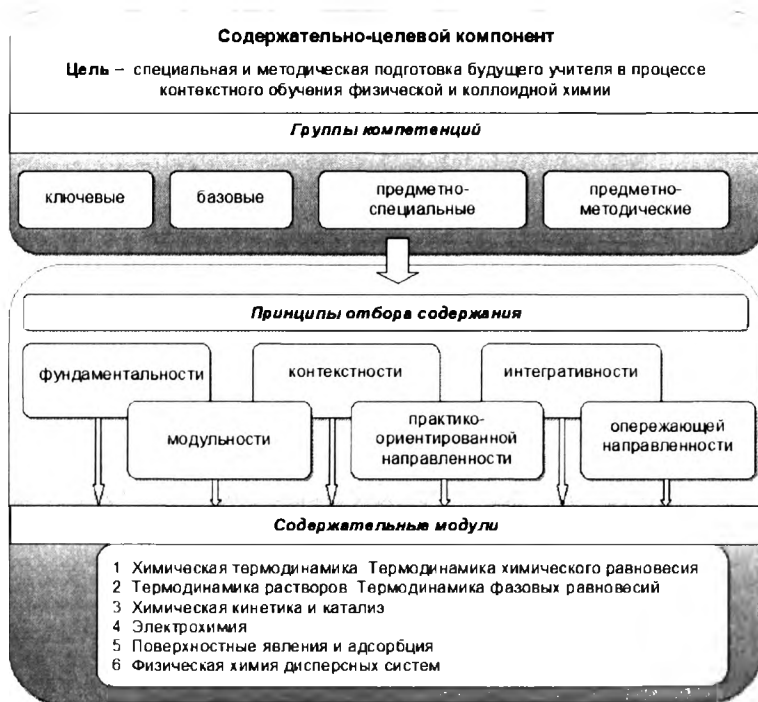 Содержательно-целевой компонент
Цель – специальная и методическая подготовка будущего учителя в процессе
контекстного обучения физической и коллоидной химии
Группы компетенций
ключевые
базовые
предметно-
специальные
предметно-
методические
Принципы отбора содержания
фундаментальности
контекстности
интегративности
модульности
практико-
ориентированной
направленности
опережающей
направленности
Содержательные модули
1 Химическая термодинамика Термодинамика химического равновесия
2 Термодинамика растворов Термодинамика фазовых равновесий
3 Химическая кинетика и катализ
4 Электрохимия
5 Поверхностные явления и адсорбция
6 Физическая химия дисперсных систем